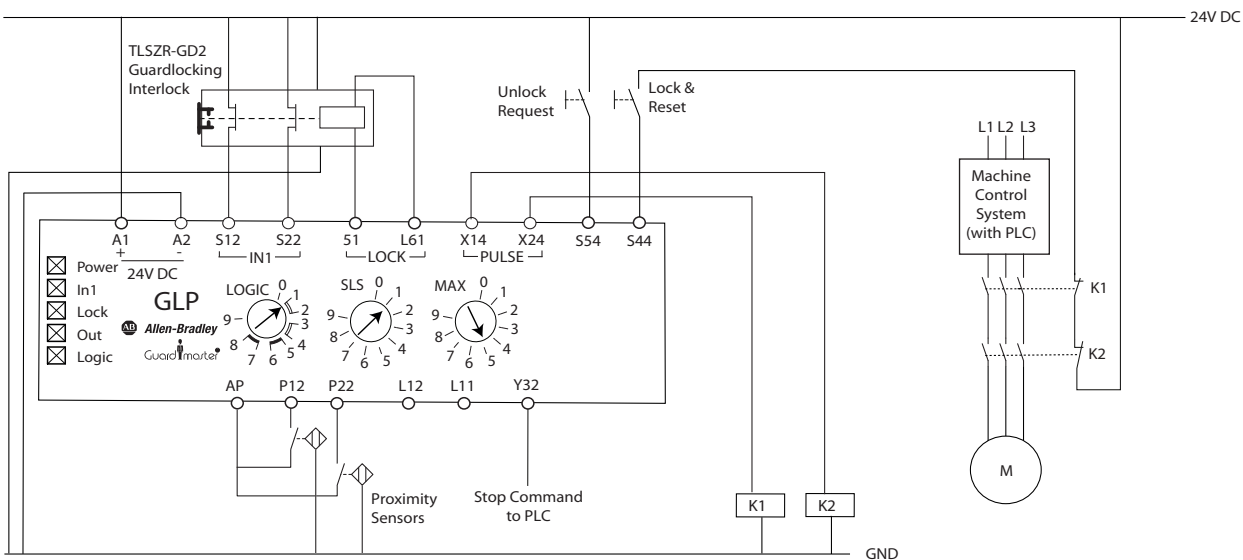 24V DC
TLSZR-GD2
Guardlocking
Interlock
Unlock
Request
Lock &
Reset
L1 L2 L3
Machine
Control
System
(with PLC)
A1
+
A2
-
S12
S22
51
L61
X14
X24
S54
S44
IN1
LOCK
PULSE
24V DC
Power
In1
Lock
Out
Logic
GLP
AB Allen-Bradley
Guardmaster
LOGIC
0
1
2
3
4
5
6
7
8
9
SLS
0
1
2
3
4
5
6
7
8
9
MAX
0
1
2
3
4
5
6
7
8
9
K1
K2
AP
P12
P22
L12
L11
Y32
M
Proximity
Sensors
Stop Command
to PLC
K1
K2
GND